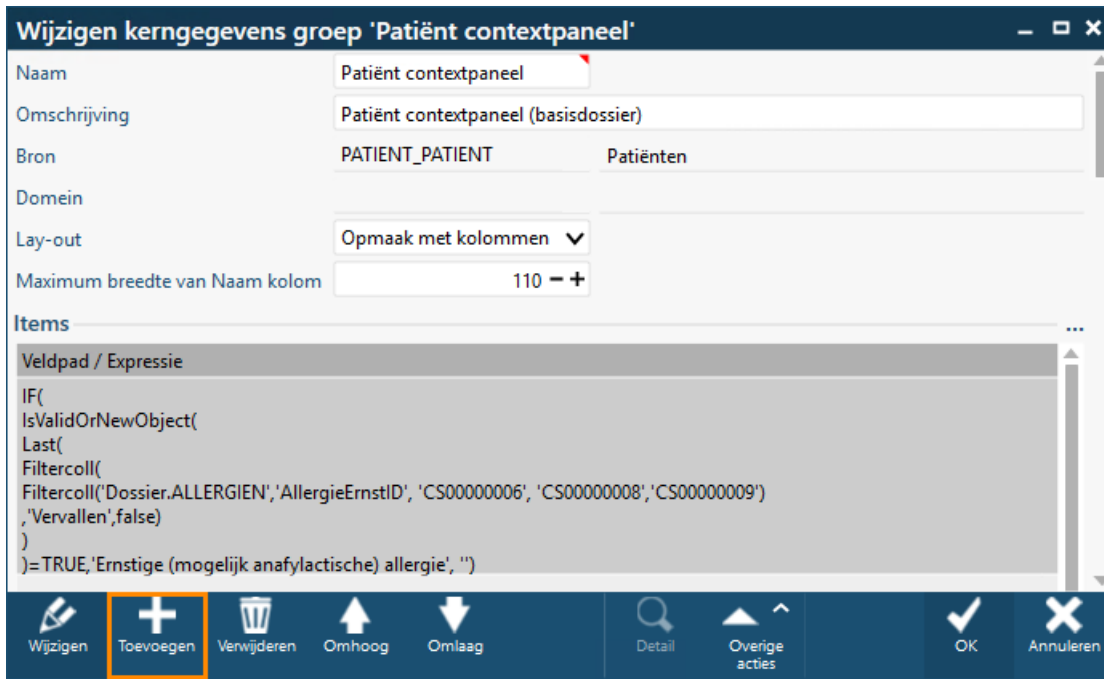 Wijzigen kerngegevens groep 'Patiënt contextpaneel'
Naam Patiënt contextpaneel
Omschrijving Patiënt contextpaneel (basisdossier)
Bron PATIENT_PATIENT Patiënten
Domein
Lay-out Opmaak met kolommen
Maximum breedte van Naam kolom 110
Items ...
Veldpad / Expressie
IF(
IsValidOrNewObject(
Last(
Filtercoll(
Filtercoll('Dossier.ALLERGIEN','AllergieErnstID', 'CS00000006', 'CS00000008','CS00000009')
,'Vervallen',false)
)
)=TRUE,'Ernstige (mogelijk anafylactische) allergie', '')
Wijzigen Toevoegen Verwijderen Omhoog Omlaag Detail Overige acties OK Annuleren